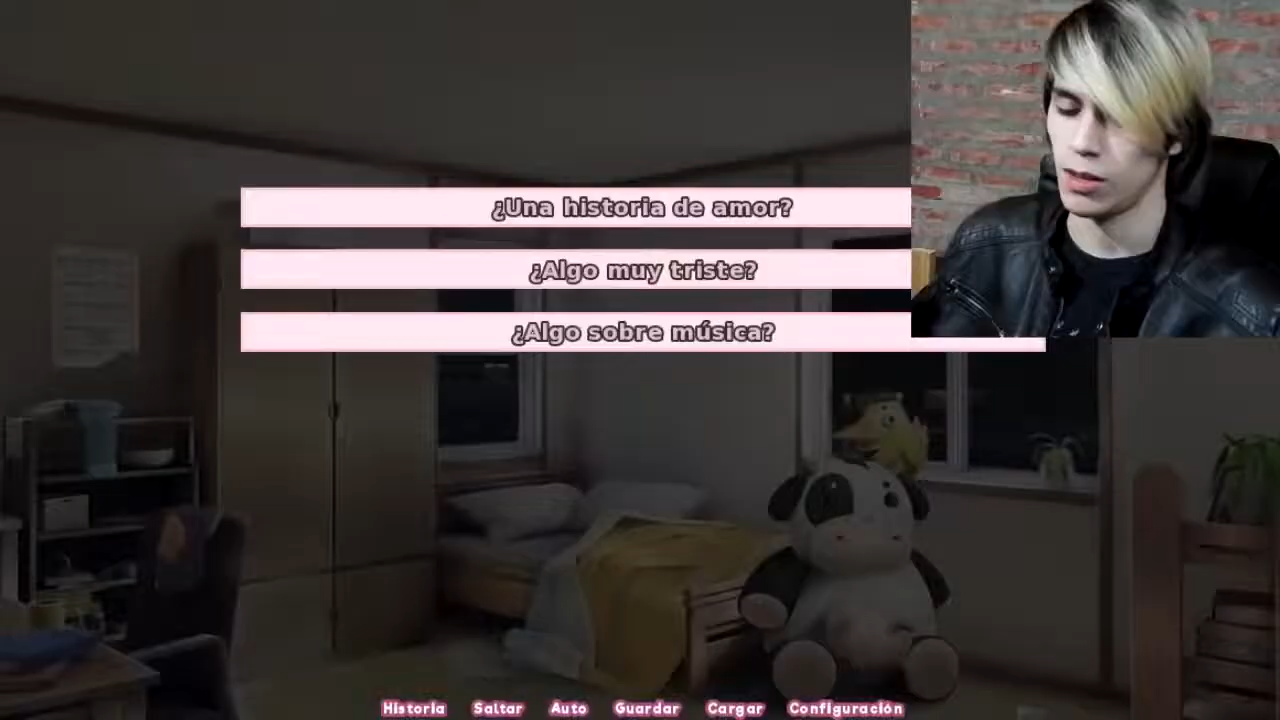 ¿Una historia de amor?
¿Algo muy triste?
¿Algo sobre música?
Historia Saltar Auto Guardar Cargar Configuración